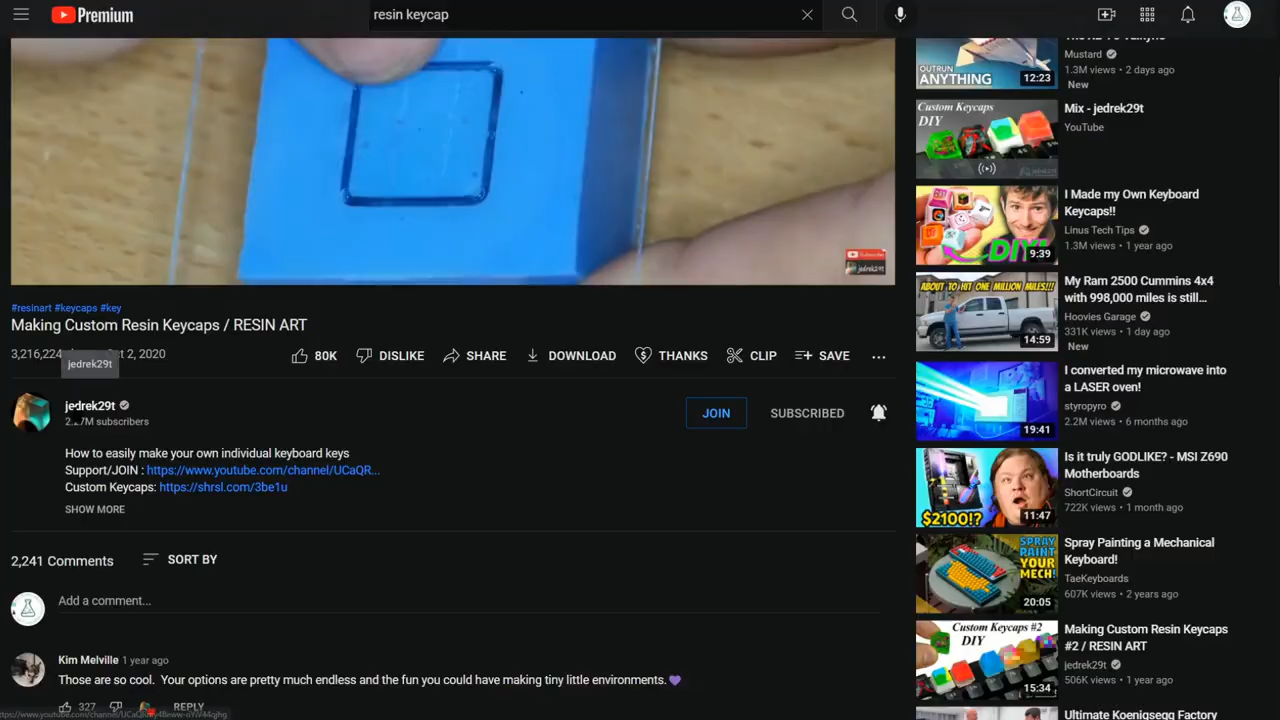 Premium
resin keycap
Subscribe
jedrek29t
#resinart #keycaps #key
Making Custom Resin Keycaps / RESIN ART
3,216,224
2, 2020
jedrek29t
80K
DISLIKE
SHARE
DOWNLOAD
THANKS
CLIP
SAVE
jedrek29t
subscribers
JOIN
SUBSCRIBED
How to easily make your own individual keyboard keys
Support/JOIN : https://www.youtube.com/channel/UCaQR...
Custom Keycaps: https://shrsl.com/3be1u
SHOW MORE
2,241 Comments
SORT BY
Add a comment...
Kim Melville 1 year ago
Those are so cool. Your options are pretty much endless and the fun you could have making tiny little environments.💜
327
REPLY
OUTRUN
ANYTHING
12:23
Mustard
1.3M views • 2 days ago
New
Custom Keycaps
DIY
Mix - jedrek29t
YouTube
DIY!
9:39
I Made my Own Keyboard
Keycaps!!
Linus Tech Tips
1.3M views • 1 year ago
ABOUT TO HIT ONE MILLION MILES!!!
14:59
My Ram 2500 Cummins 4x4
with 998,000 miles is still...
Hoovies Garage
331K views • 1 day ago
New
19:41
I converted my microwave into
a LASER oven!
styropyro
2.2M views • 6 months ago
$2100!?
11:47
Is it truly GODLIKE? - MSI Z690
Motherboards
ShortCircuit
722K views • 1 month ago
SPRAY
PAINT
YOUR
MECH!
20:05
Spray Painting a Mechanical
Keyboard!
TaeKeyboards
607K views • 2 years ago
Custom Keycaps #2
DIY
15:34
Making Custom Resin Keycaps
#2 / RESIN ART
jedrek29t
506K views • 1 year ago
Ultimate Koenigsegg Factory